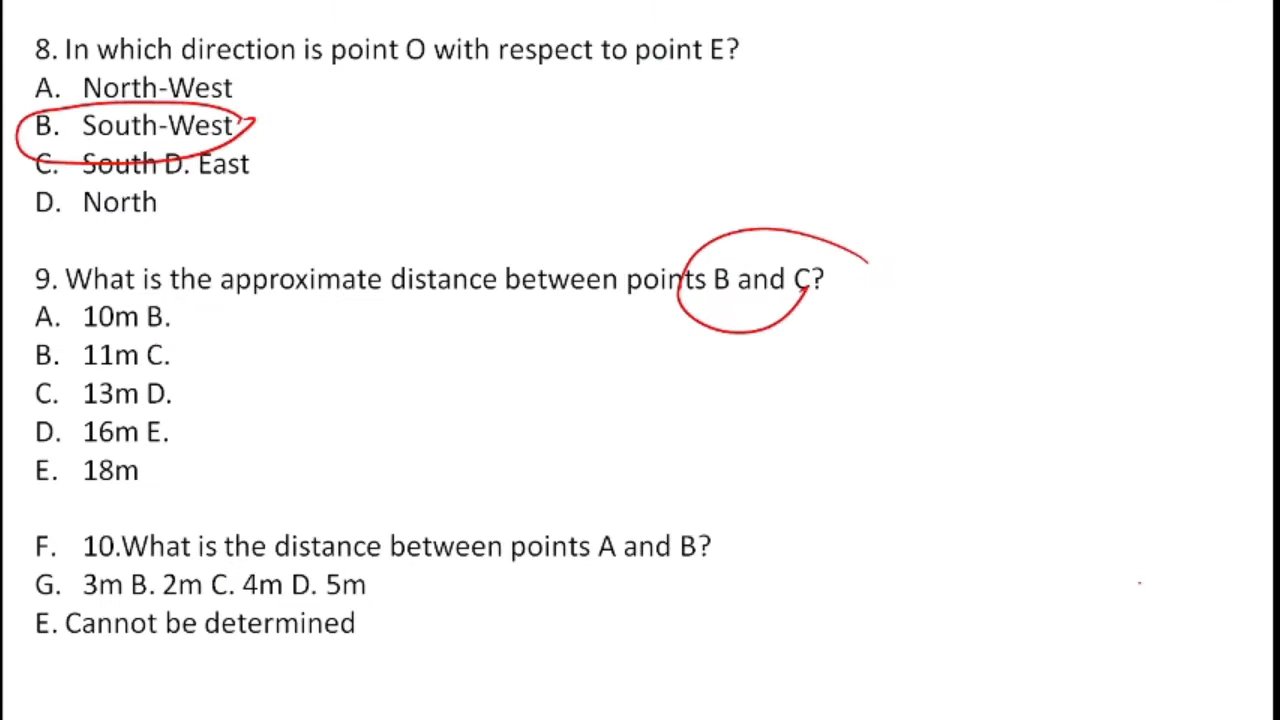 8. In which direction is point O with respect to point E?
A. North-West
B. South-West
C. South D. East
D. North
9. What is the approximate distance between points B and C?
A. 10m B.
B. 11m C.
C. 13m D.
D. 16m E.
E. 18m
F. 10.What is the distance between points A and B?
G. 3m B. 2m C. 4m D. 5m
E. Cannot be determined